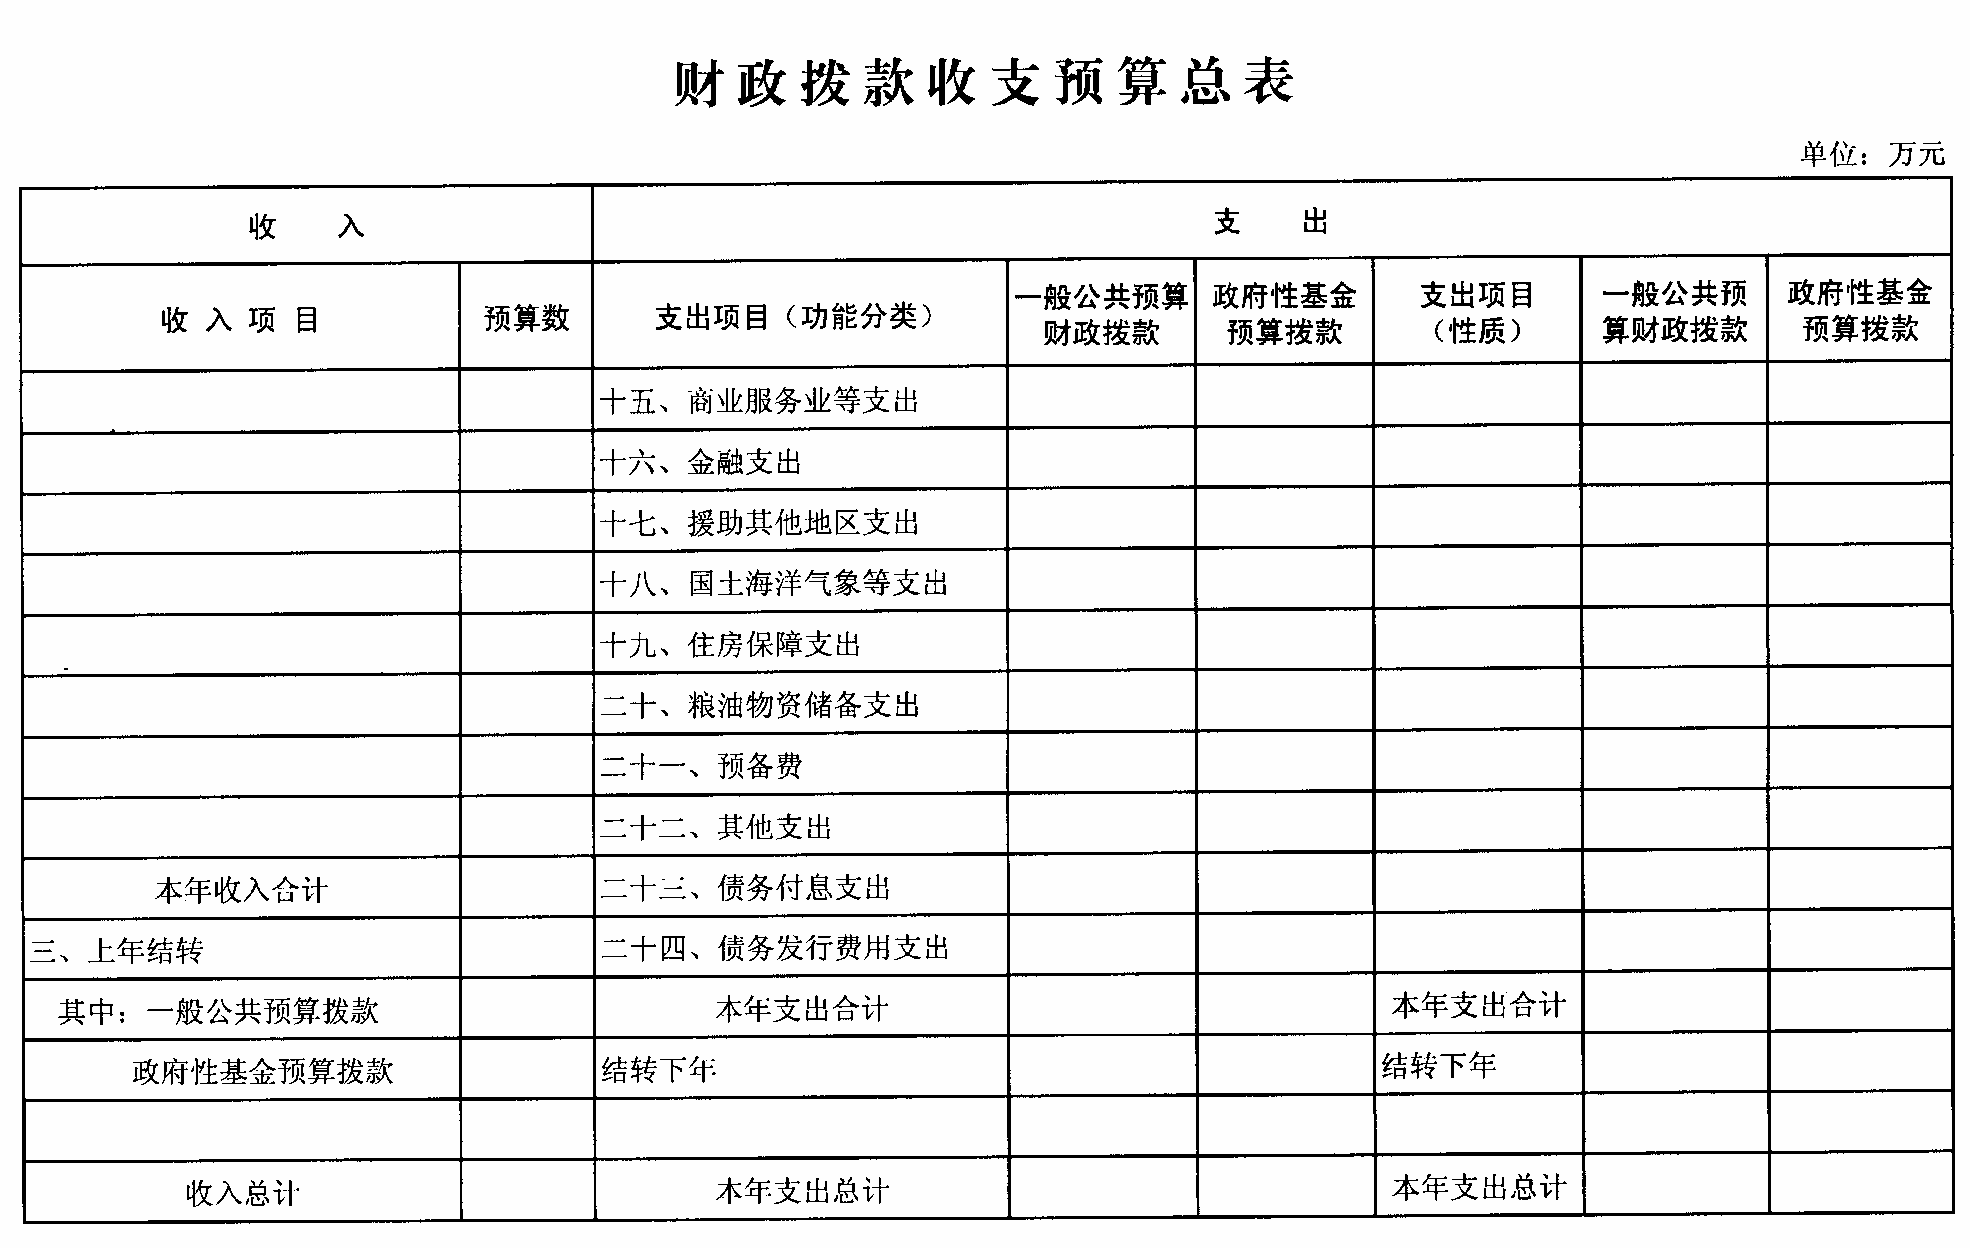 财政拨款收支预算总表
单位：万元
收 入 支 出
收入项目 预算数 支出项目（功能分类） 一般公共预算财政拨款 政府性基金预算拨款 支出项目（性质） 一般公共预算财政拨款 政府性基金预算拨款
十五、商业服务业等支出
十六、金融支出
十七、援助其他地区支出
十八、国土海洋气象等支出
十九、住房保障支出
二十、粮油物资储备支出
二十一、预备费
二十二、其他支出
本年收入合计 二十三、债务付息支出
三、上年结转 二十四、债务发行费用支出
其中：一般公共预算拨款 本年支出合计 本年支出合计
政府性基金预算拨款 结转下年 结转下年
收入总计 本年支出总计 本年支出总计